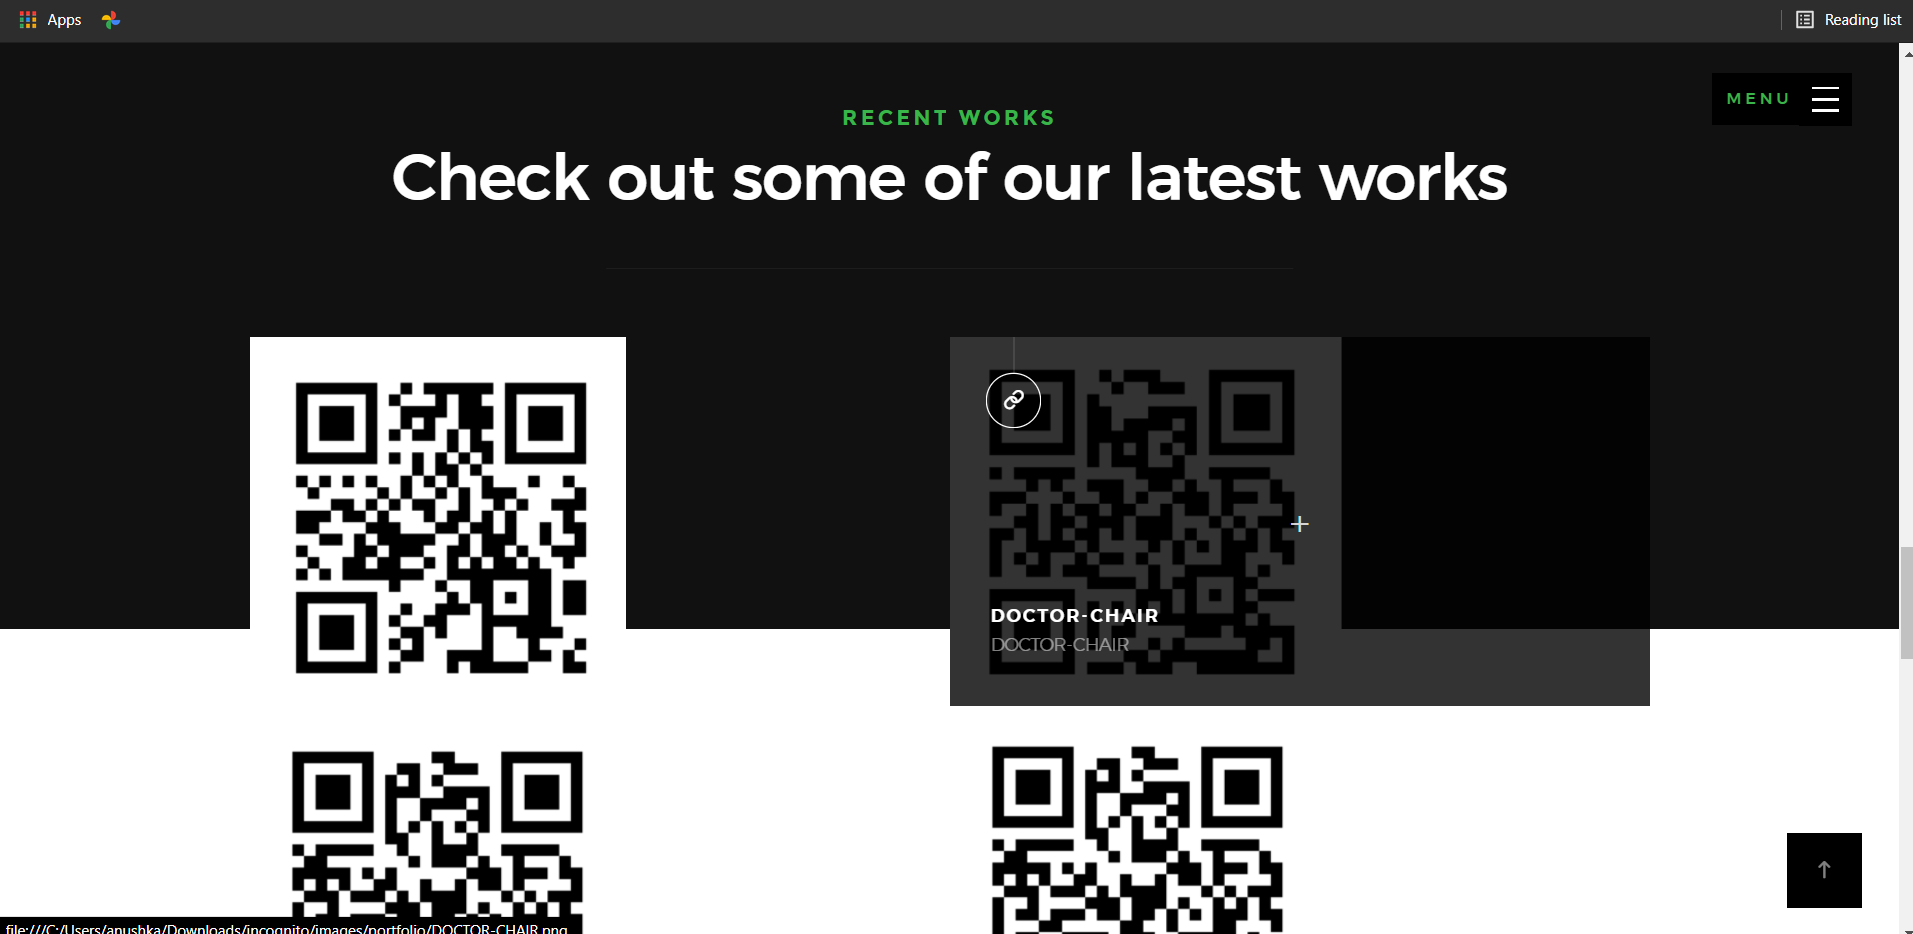 Apps
Reading list
MENU
RECENT WORKS
Check out some of our latest works
DOCTOR-CHAIR
DOCTOR-CHAIR
file:///C:/Users/anushka/Downloads/incognito/images/portfolio/DOCTOR-CHAIR.png